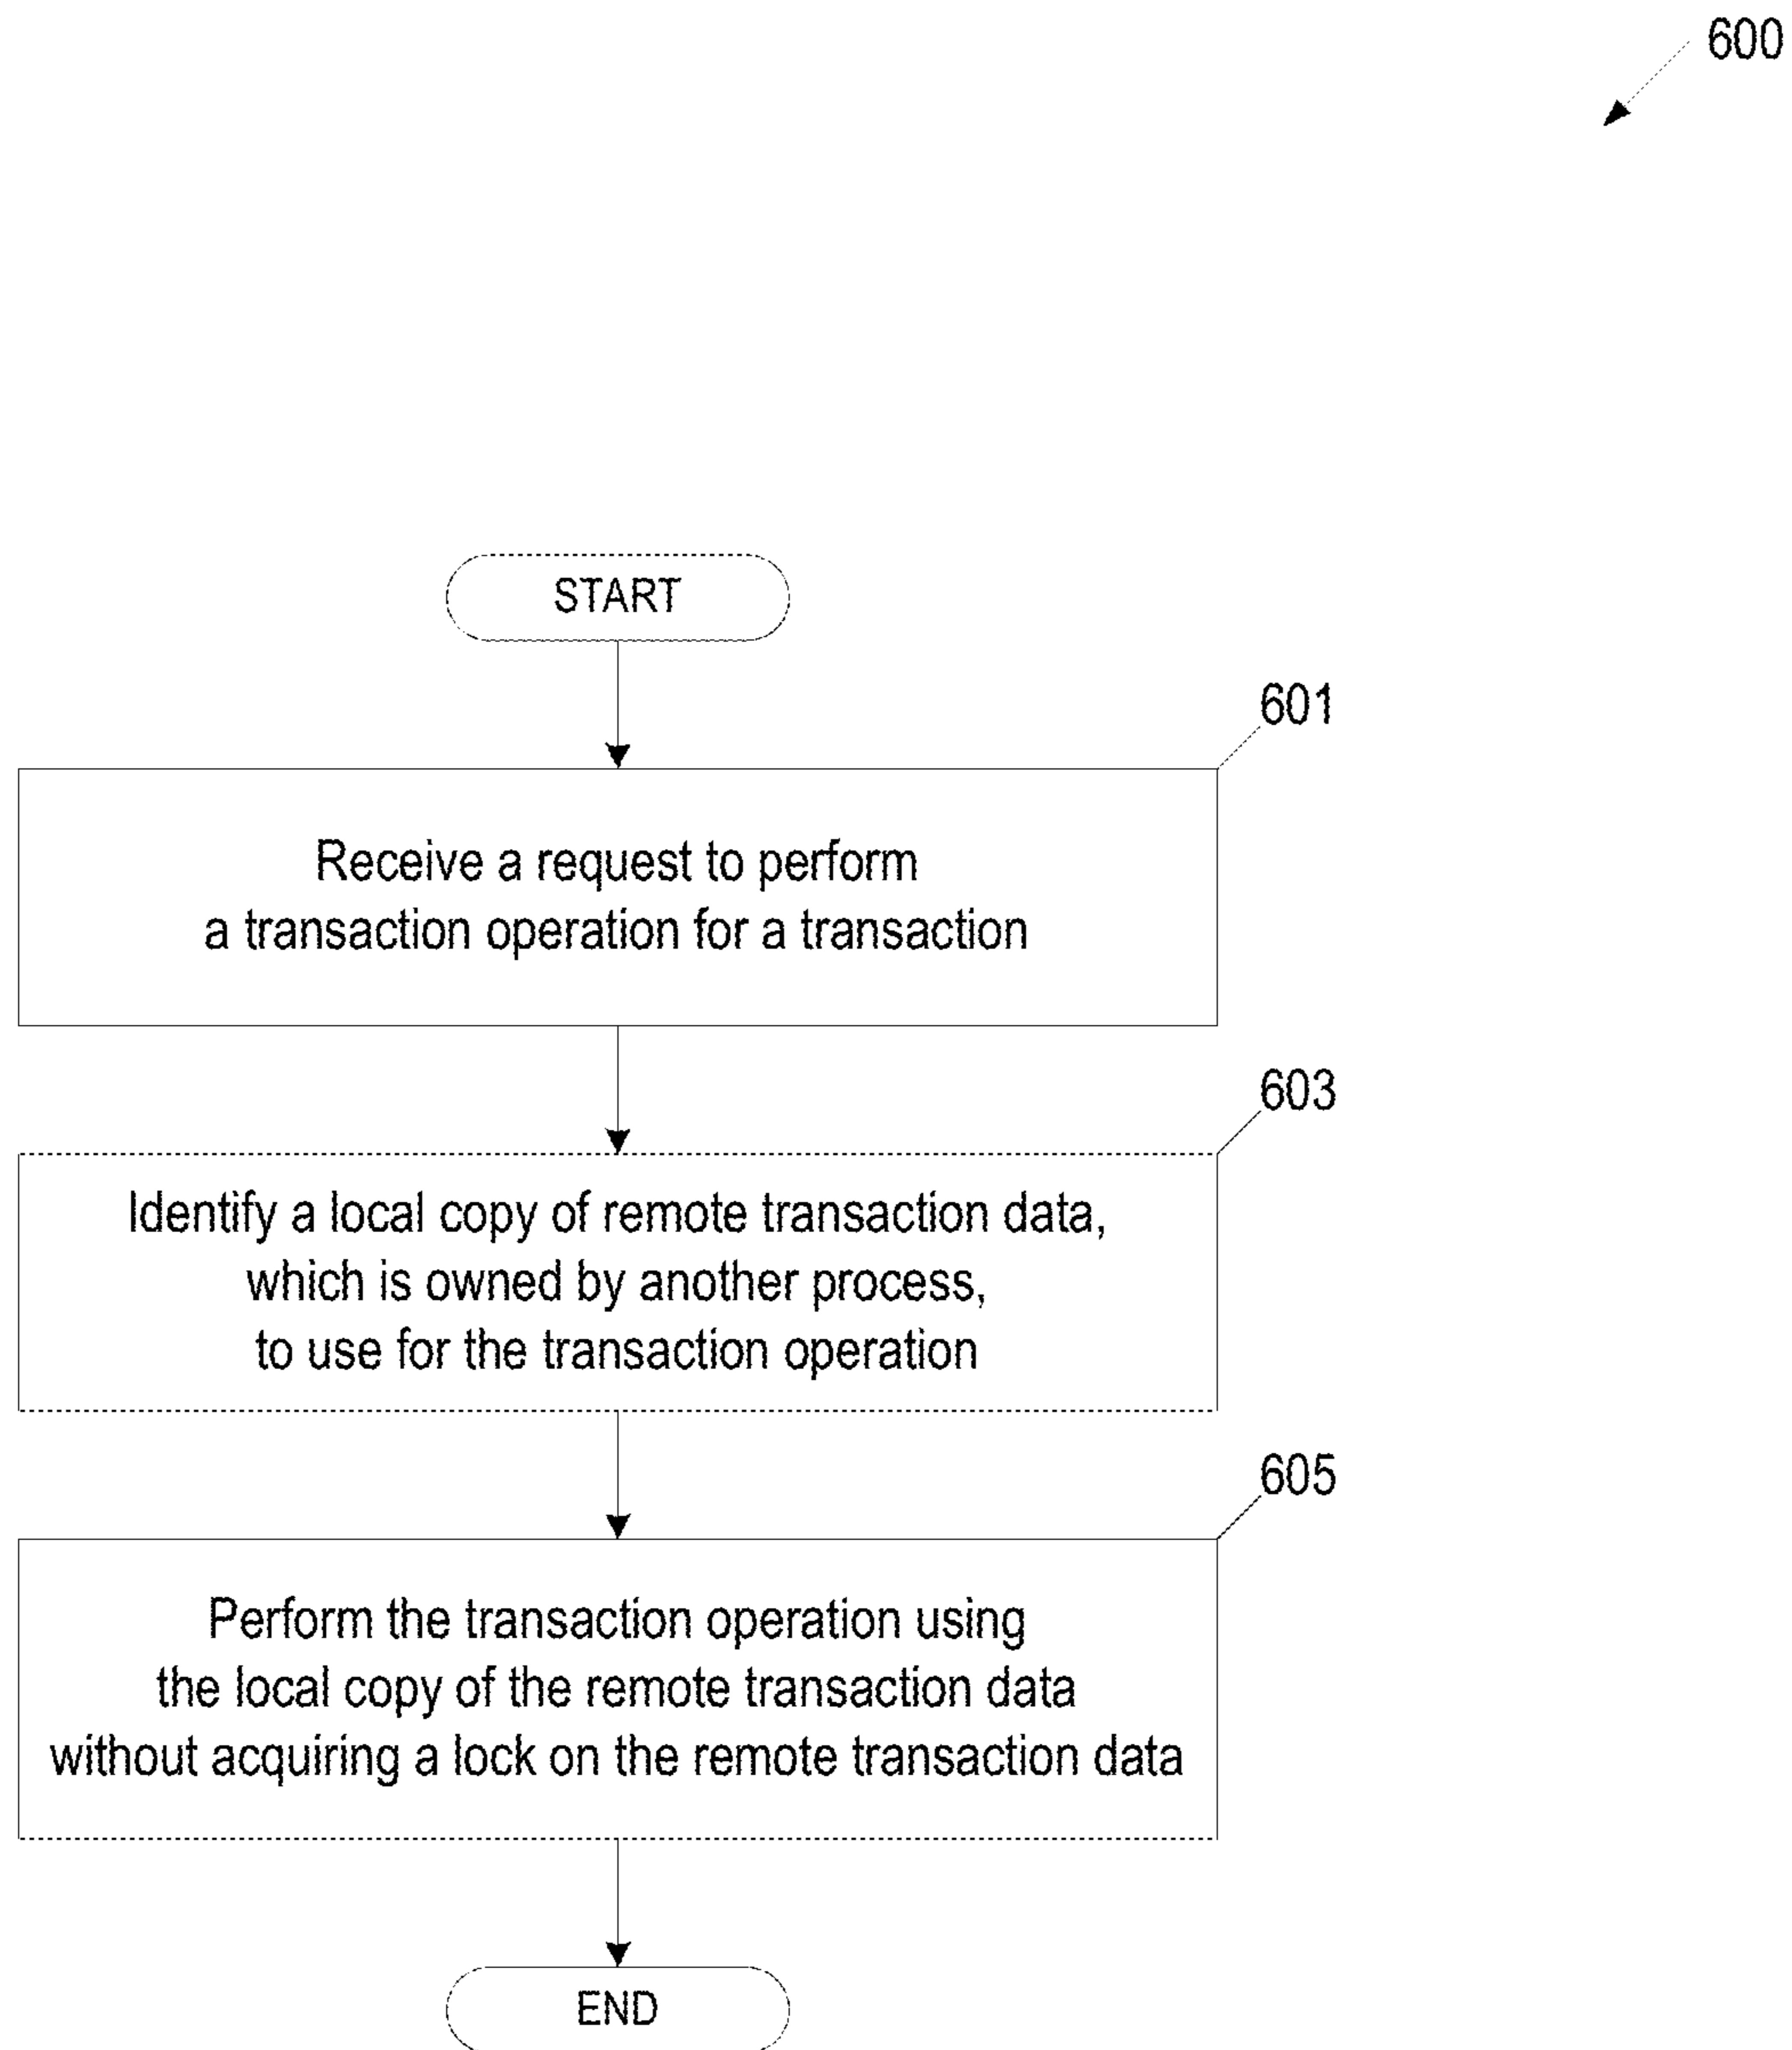 600
START
601
Receive a request to perform
a transaction operation for a transaction
603
Identify a local copy of remote transaction data,
which is owned by another process,
to use for the transaction operation
605
Perform the transaction operation using
the local copy of the remote transaction data
without acquiring a lock on the remote transaction data
END